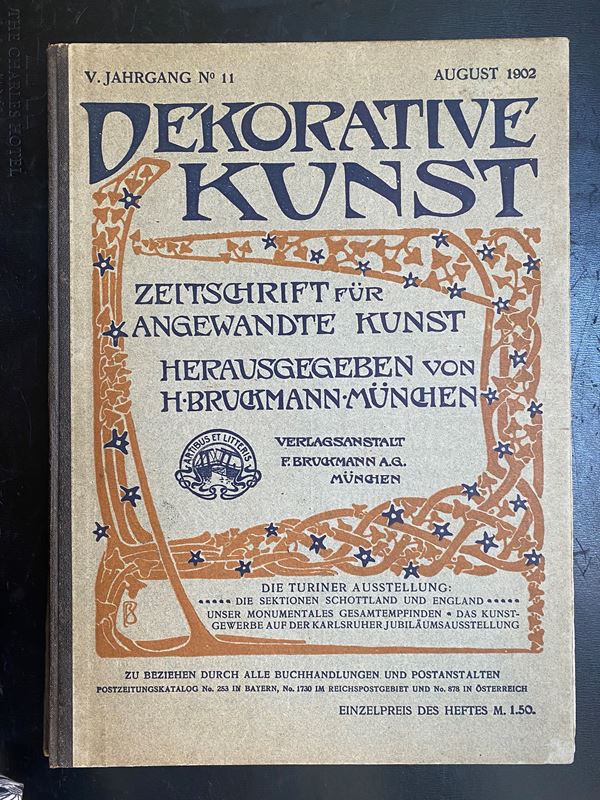 V. JAHRGANG Nº 11
AUGUST 1902
DEKORATIVE
KUNST
ZEITSCHRIFT FÜR
ANGEWANDTE KUNST
HERAUSGEGEBEN VON
H·BRUCKMANN·MÜNCHEN
ARTIBUS ET LITTERIS
VERLAGSANSTALT
F. BRUCKMANN A.G.
MÜNCHEN
DIE TURINER AUSSTELLUNG:
••••• DIE SEKTIONEN SCHOTTLAND UND ENGLAND •••••
UNSER MONUMENTALES GESAMTEMPFINDEN • DAS KUNST-
GEWERBE AUF DER KARLSRUHER JUBILÄUMSAUSSTELLUNG
ZU BEZIEHEN DURCH ALLE BUCHHANDLUNGEN UND POSTANSTALTEN
POSTZEITUNGSKATALOG No. 253 IN BAYERN, No. 1730 IM REICHSPOSTGEBIET UND No. 878 IN ÖSTERREICH
EINZELPREIS DES HEFTES M. 1.50.
THE CHARLES HOTEL